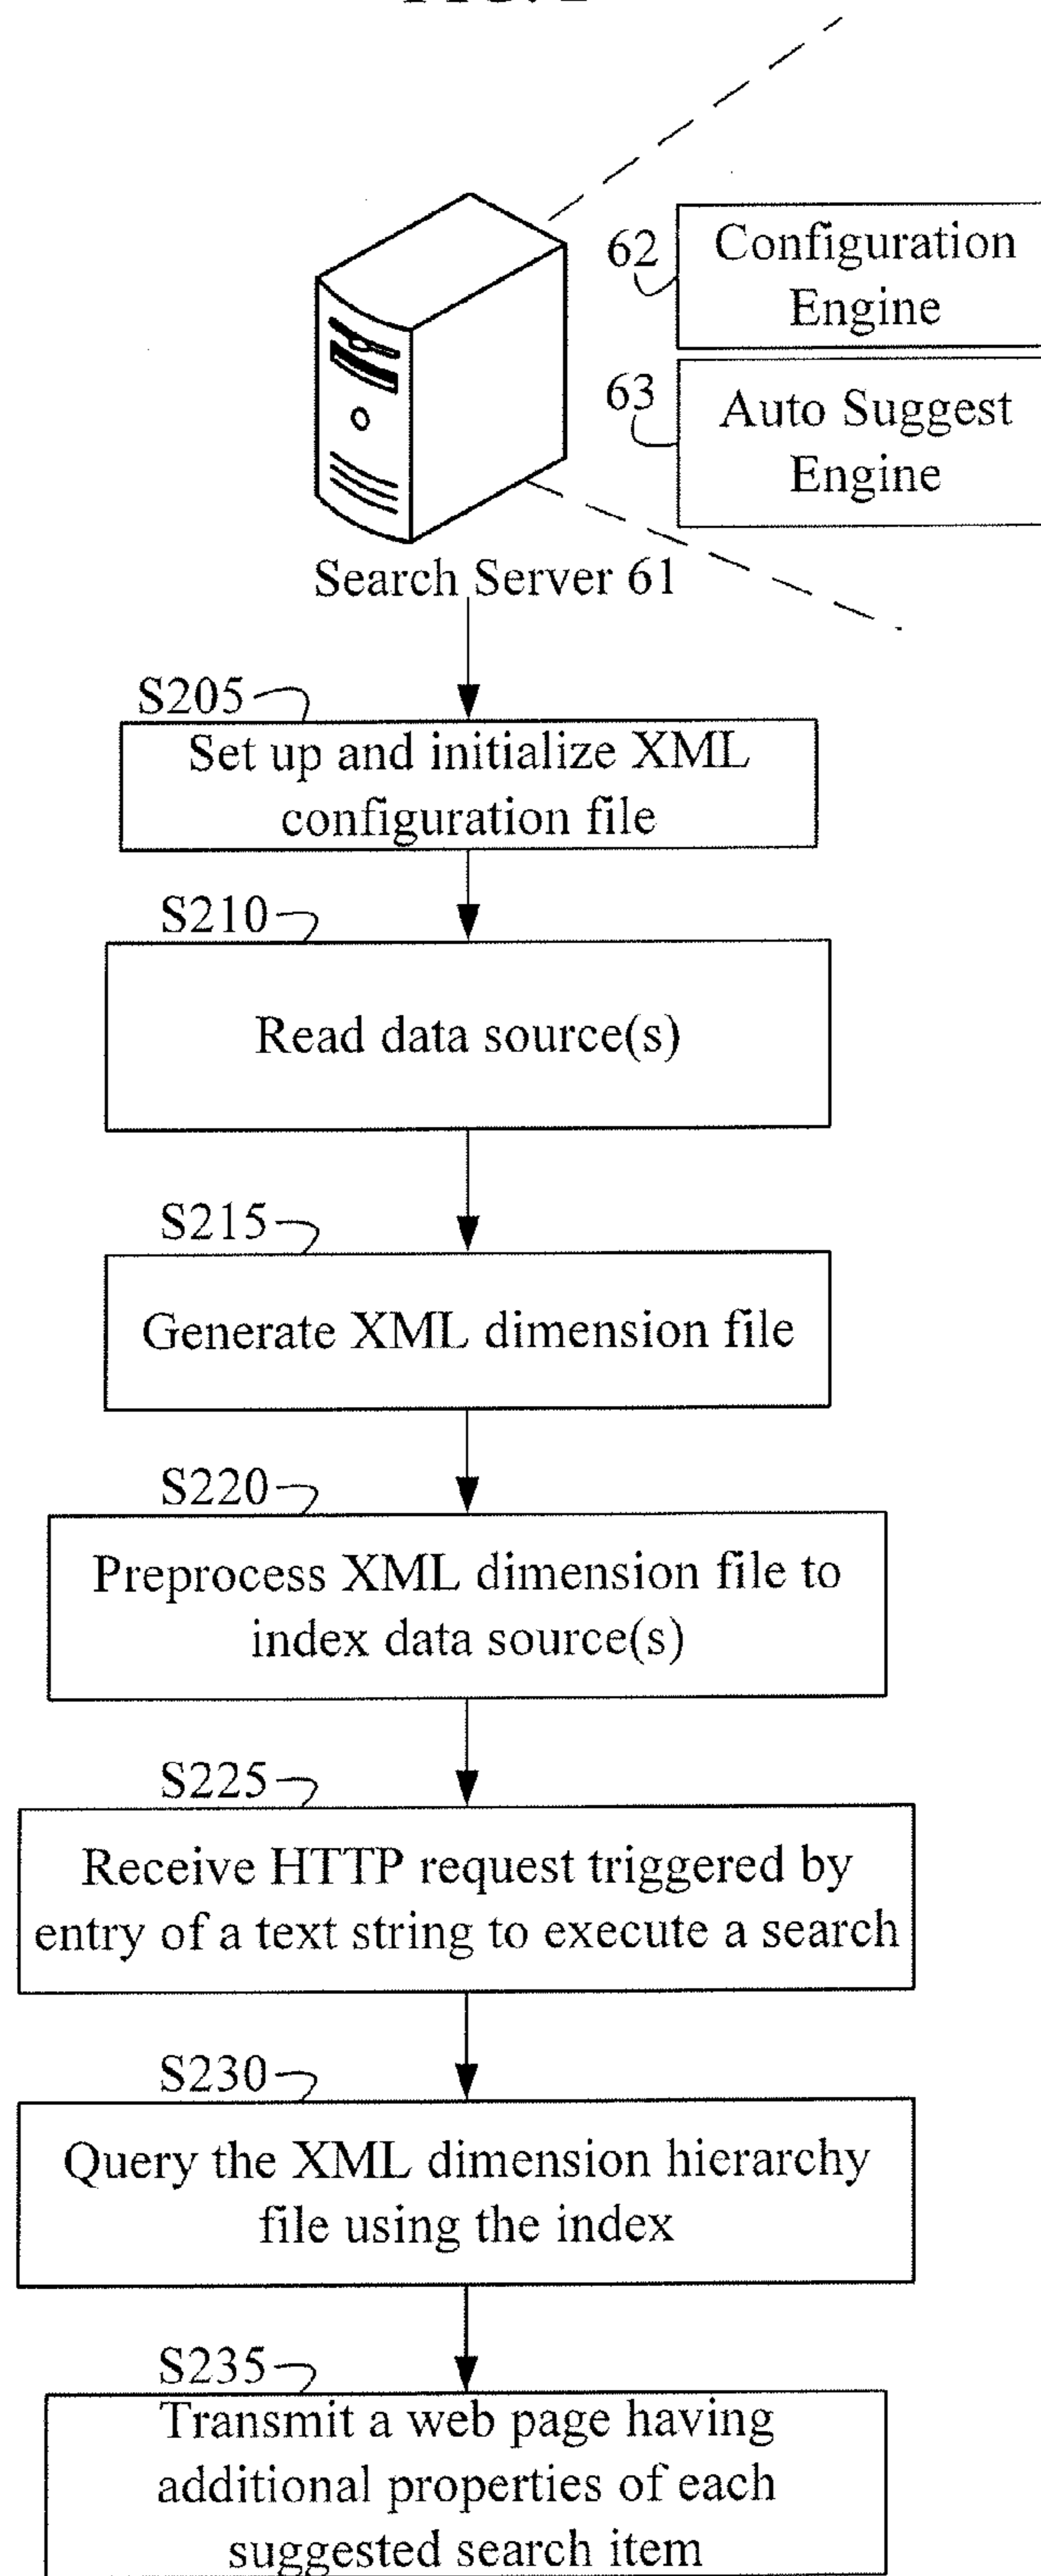 62
Configuration
Engine
63
Auto Suggest
Engine
Search Server 61
S205
Set up and initialize XML
configuration file
S210
Read data source(s)
S215
Generate XML dimension file
S220
Preprocess XML dimension file to
index data source(s)
S225
Receive HTTP request triggered by
entry of a text string to execute a search
S230
Query the XML dimension hierarchy
file using the index
S235
Transmit a web page having
additional properties of each
suggested search item